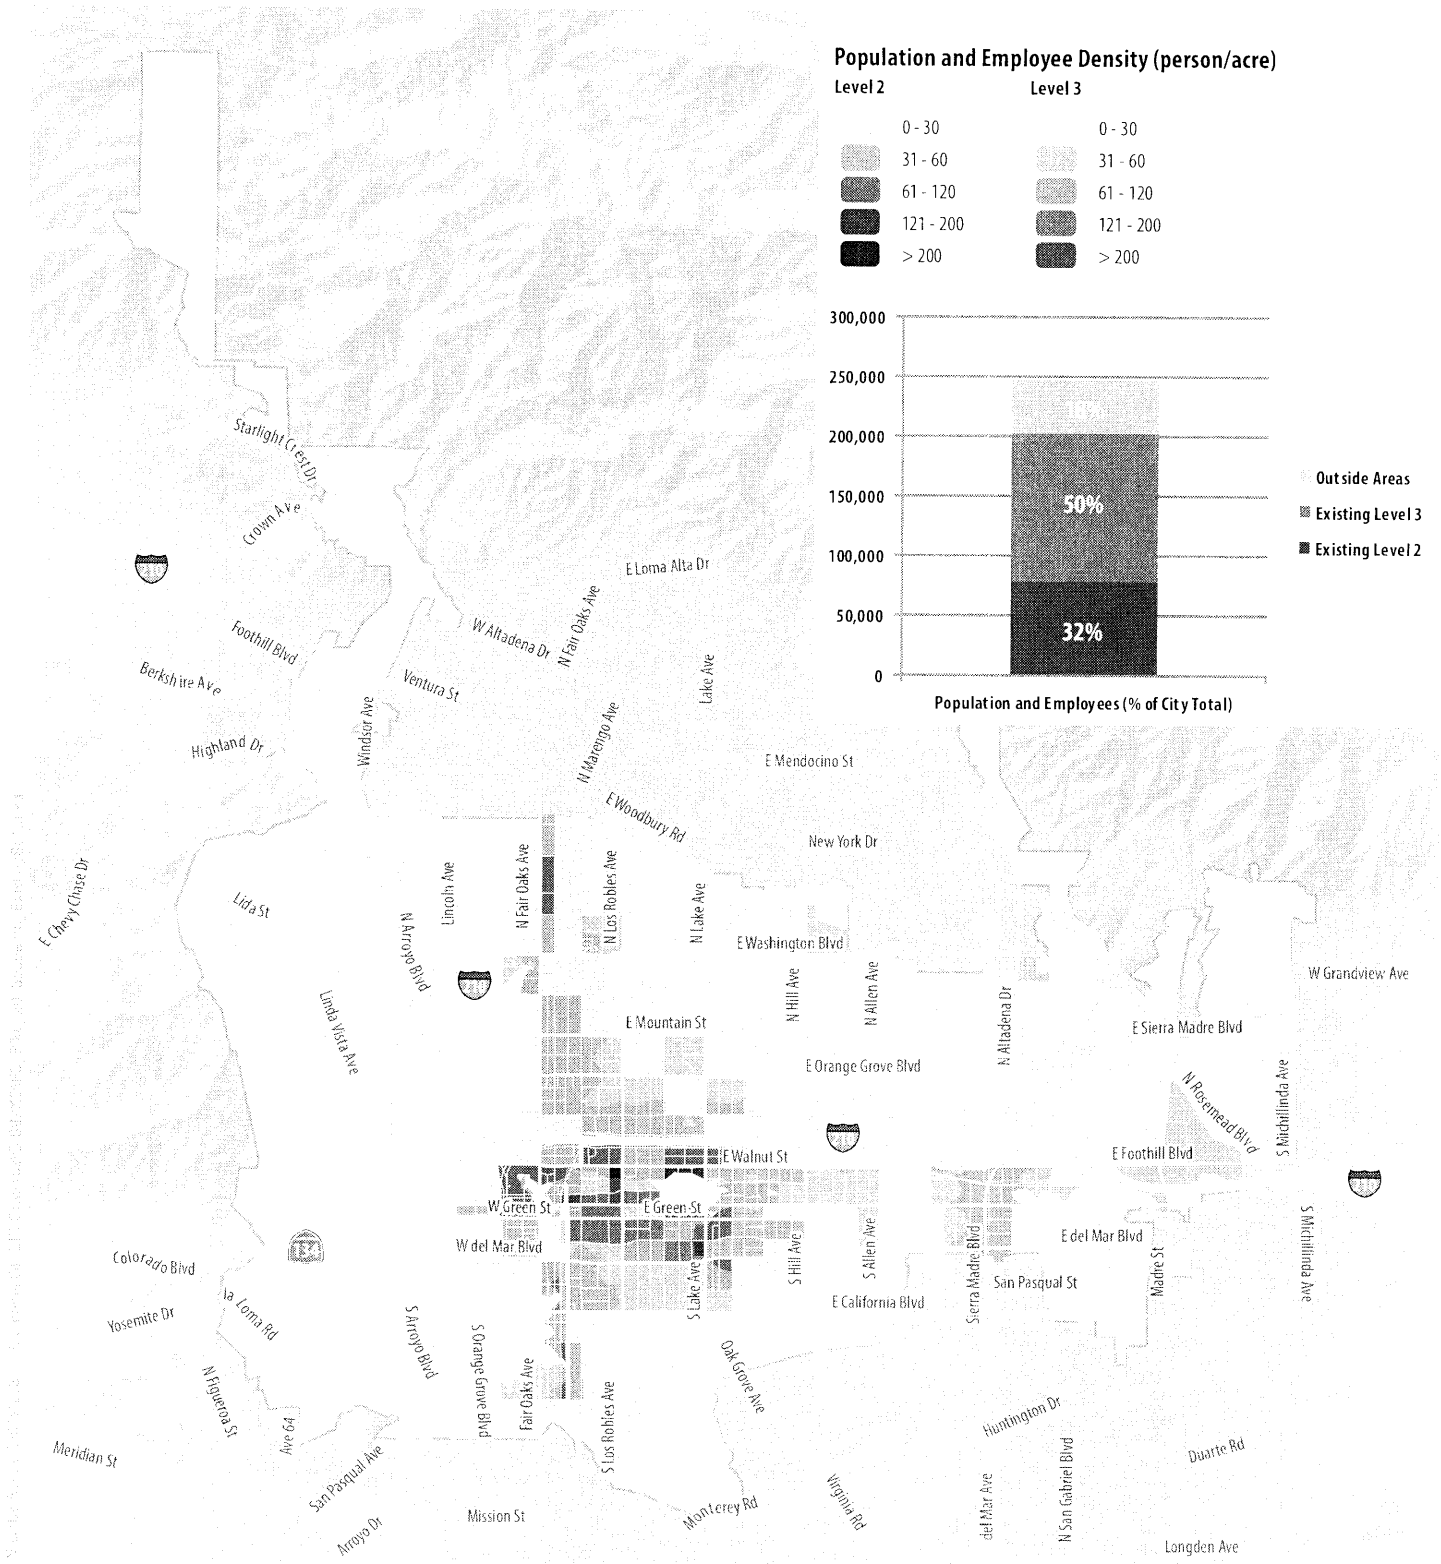 Population and Employee Density (person/acre)
Level 2
Level 3
0 - 30
0 - 30
31 - 60
31 - 60
61 - 120
61 - 120
121 - 200
121 - 200
> 200
> 200
300,000
250,000
200,000
150,000
100,000
50,000
0
50%
32%
Outside Areas
Existing Level 3
Existing Level 2
Population and Employees (% of City Total)
Starlight Crest Dr
Crown Ave
E Loma Alta Dr
N Fair Oaks Ave
W Altadena Dr
Foothill Blvd
Berkshire Ave
Ventura St
Lake Ave
Windsor Ave
Highland Dr
N Marengo Ave
E Mendocino St
E Woodbury Rd
New York Dr
E Chevy Chase Dr
Lida St
Lincoln Ave
N Fair Oaks Ave
N Los Robles Ave
N Lake Ave
N Arroyo Blvd
E Washington Blvd
W Grandview Ave
Linda Vista Ave
N Hill Ave
N Allen Ave
N Altadena Dr
E Mountain St
E Sierra Madre Blvd
E Orange Grove Blvd
N Rosemead Blvd
S Michillinda Ave
E Walnut St
E Foothill Blvd
W Green St
E Green St
134
W del Mar Blvd
E del Mar Blvd
Colorado Blvd
S Hill Ave
S Allen Ave
Sierra Madre Blvd
Madre St
S Michillinda Ave
San Pasqual St
S Lake Ave
E California Blvd
la Loma Rd
Yosemite Dr
S Arroyo Blvd
S Orange Grove Blvd
Fair Oaks Ave
Oak Grove Ave
N Figueroa St
Ave 64
S Los Robles Ave
Huntington Dr
Meridian St
San Pasqual Ave
Duarte Rd
Arroyo Dr
Mission St
Monterey Rd
Virginia Rd
del Mar Ave
N San Gabriel Blvd
Longden Ave